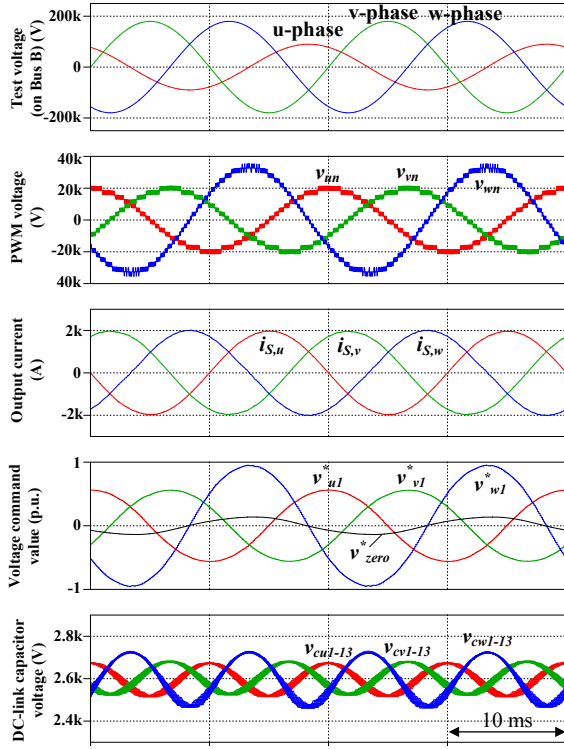 Test voltage
(on Bus B) (V)
200k
0
-200k
u-phase
v-phase
w-phase
PWM voltage
(V)
40k
20k
0
-20k
40k
v_un
v_vn
v_wn
Output current
(A)
2k
0
-2k
i_S,u
i_S,v
i_S,w
Voltage command
value (p.u.)
1
0
-1
v*_u1
v*_v1
v*_w1
v*_zero
DC-link capacitor
voltage (V)
2.8k
2.6k
2.4k
v_cu1-13
v_cv1-13
v_cw1-13
10 ms